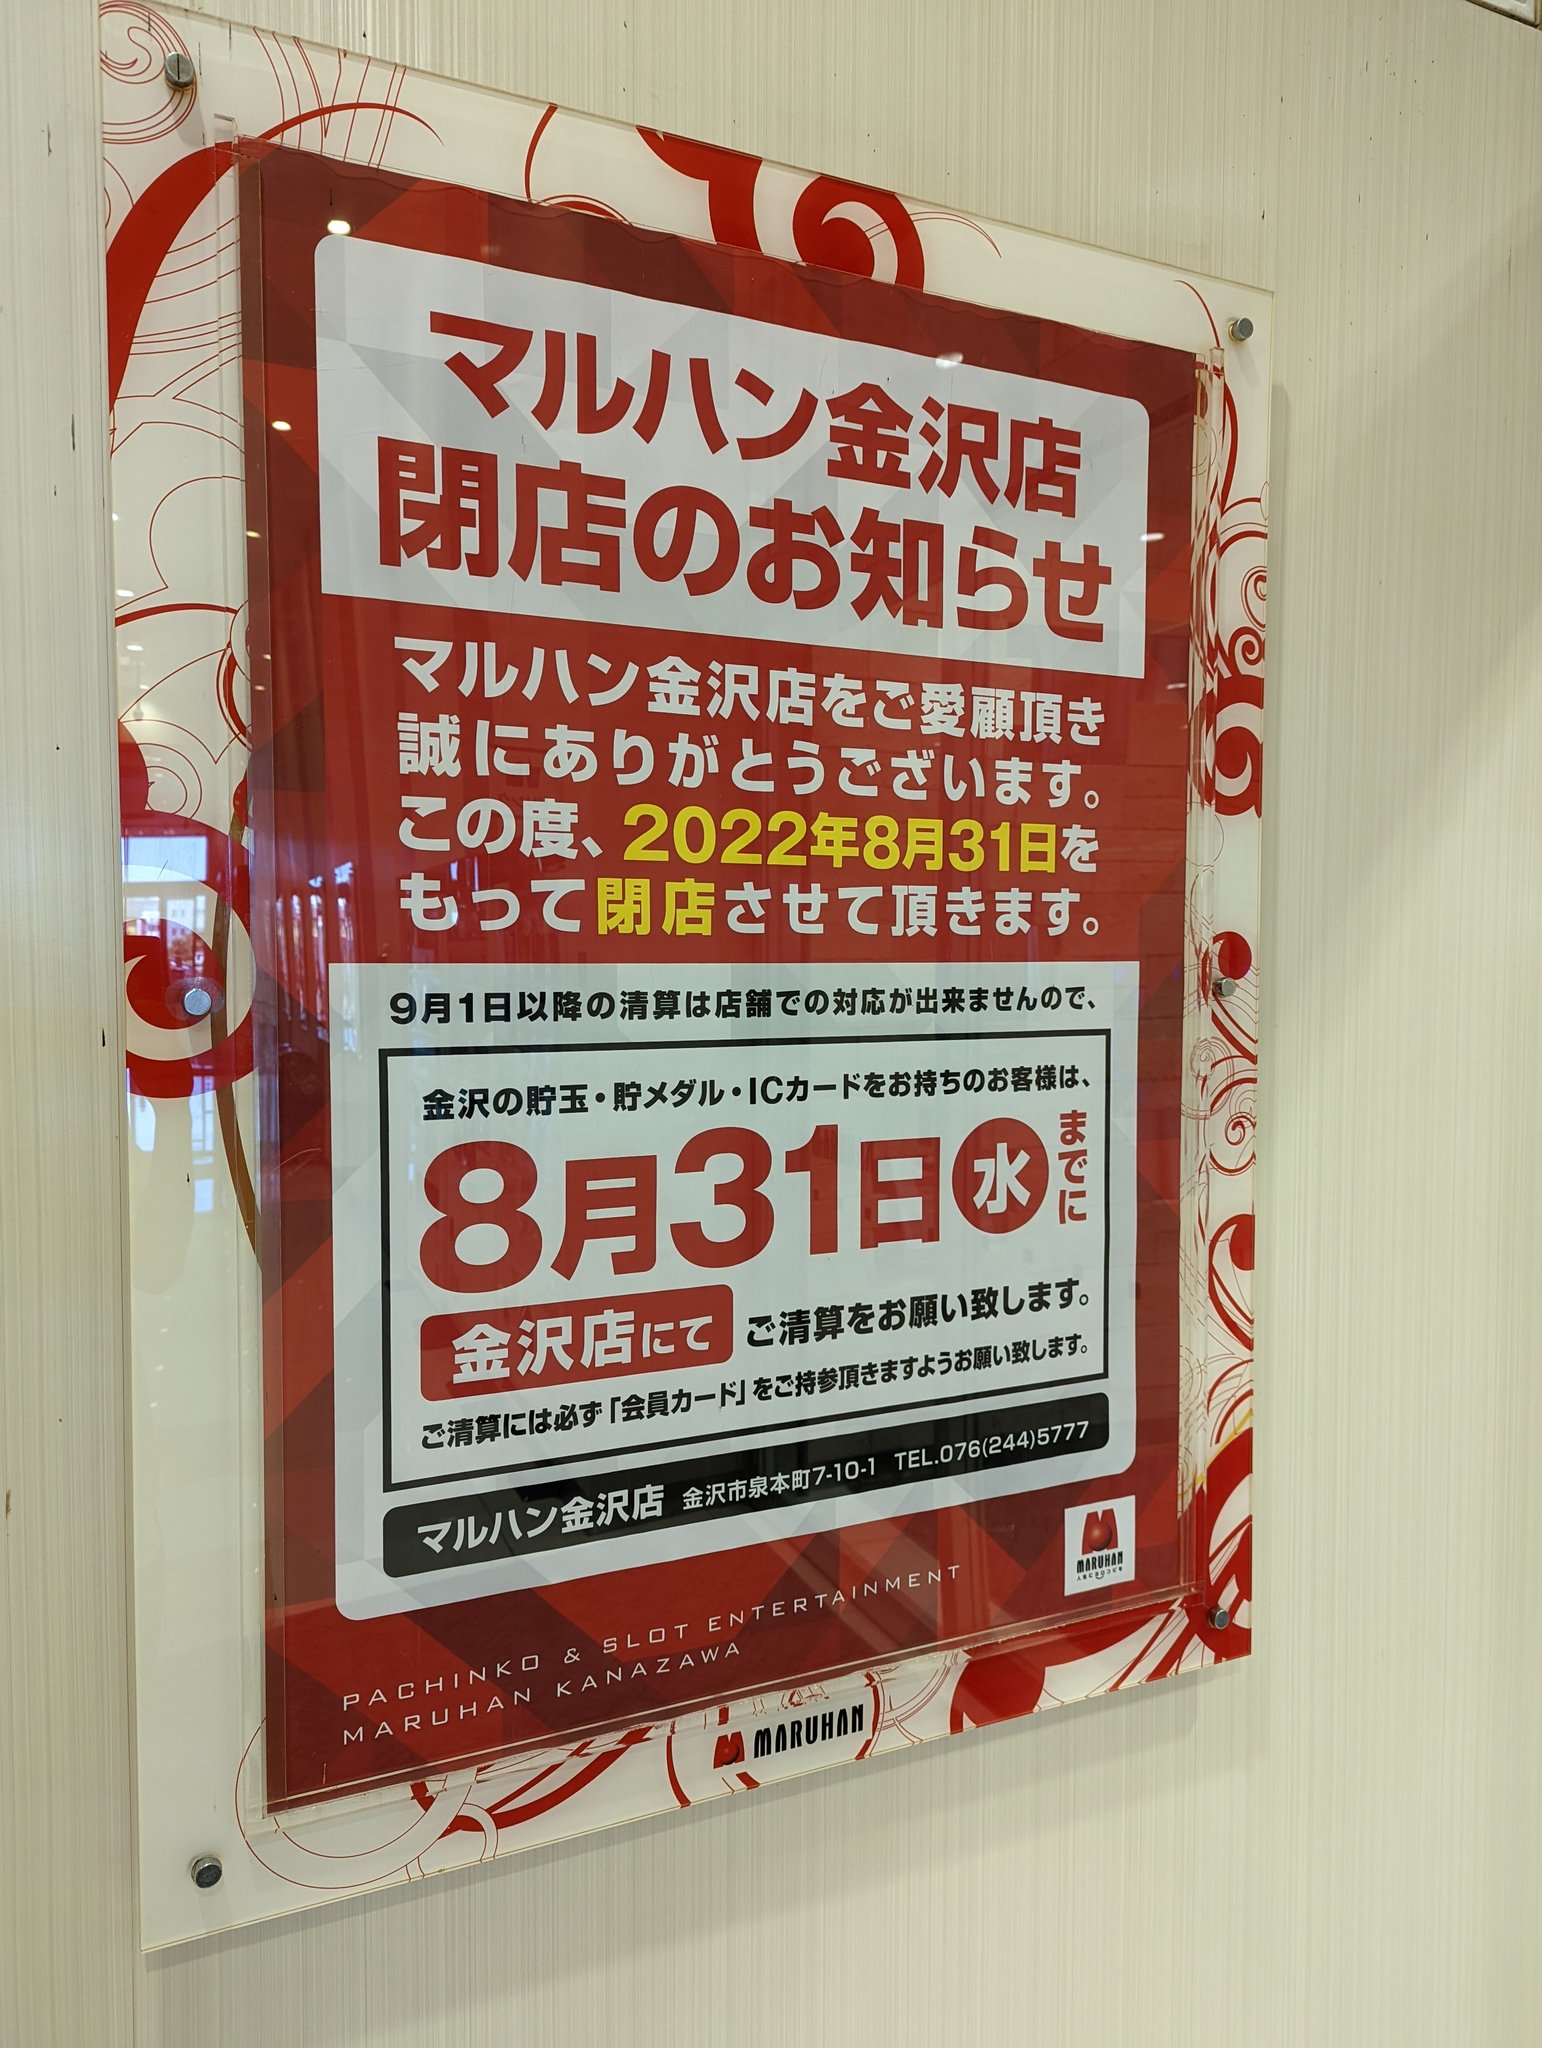 マルハン金沢店
閉店のお知らせ
マルハン金沢店をご愛顧頂き
誠にありがとうございます。
この度、2022年8月31日を
もって閉店させて頂きます。
9月1日以降の清算は店舗での対応が出来ませんので、
金沢の貯玉・貯メダル・ICカードをお持ちのお客様は、
8月31日(水)までに
金沢店にて ご清算をお願い致します。
ご清算には必ず「会員カード」をご持参頂きますようお願い致します。
マルハン金沢店 金沢市泉本町7-10-1 TEL.076(244)5777
MARUHAN
人生にヨロコビを
PACHINKO & SLOT ENTERTAINMENT
MARUHAN KANAZAWA
MARUHAN